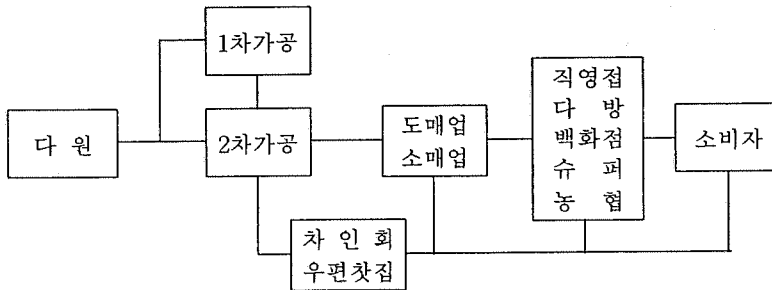 1차가공
다 원
2차가공
도매업
소매업
직영접
다 방
백화점
슈 퍼
농 협
소비자
차 인 회
우편찻집